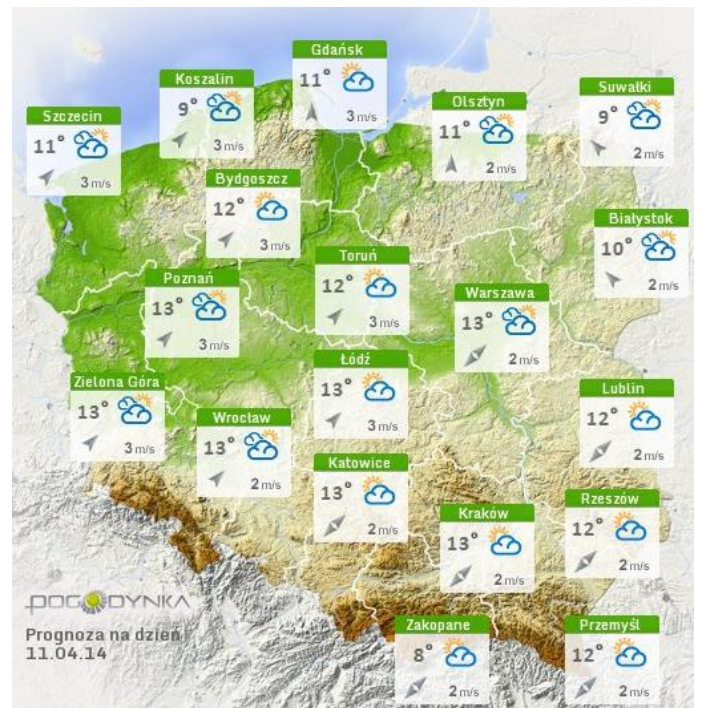 Gdańsk
11°
3 m/s
Koszalin
9°
3 m/s
Suwałki
9°
2 m/s
Olsztyn
11°
2 m/s
Szczecin
11°
3 m/s
Bydgoszcz
12°
3 m/s
Białystok
10°
2 m/s
Toruń
12°
3 m/s
Poznań
13°
3 m/s
Warszawa
13°
2 m/s
Łódź
13°
3 m/s
Zielona Góra
13°
3 m/s
Lublin
12°
2 m/s
Wrocław
13°
2 m/s
Katowice
13°
2 m/s
Rzeszów
12°
2 m/s
Kraków
13°
2 m/s
POGODYNKA
Prognoza na dzień
11.04.14
Zakopane
8°
2 m/s
Przemyśl
12°
2 m/s